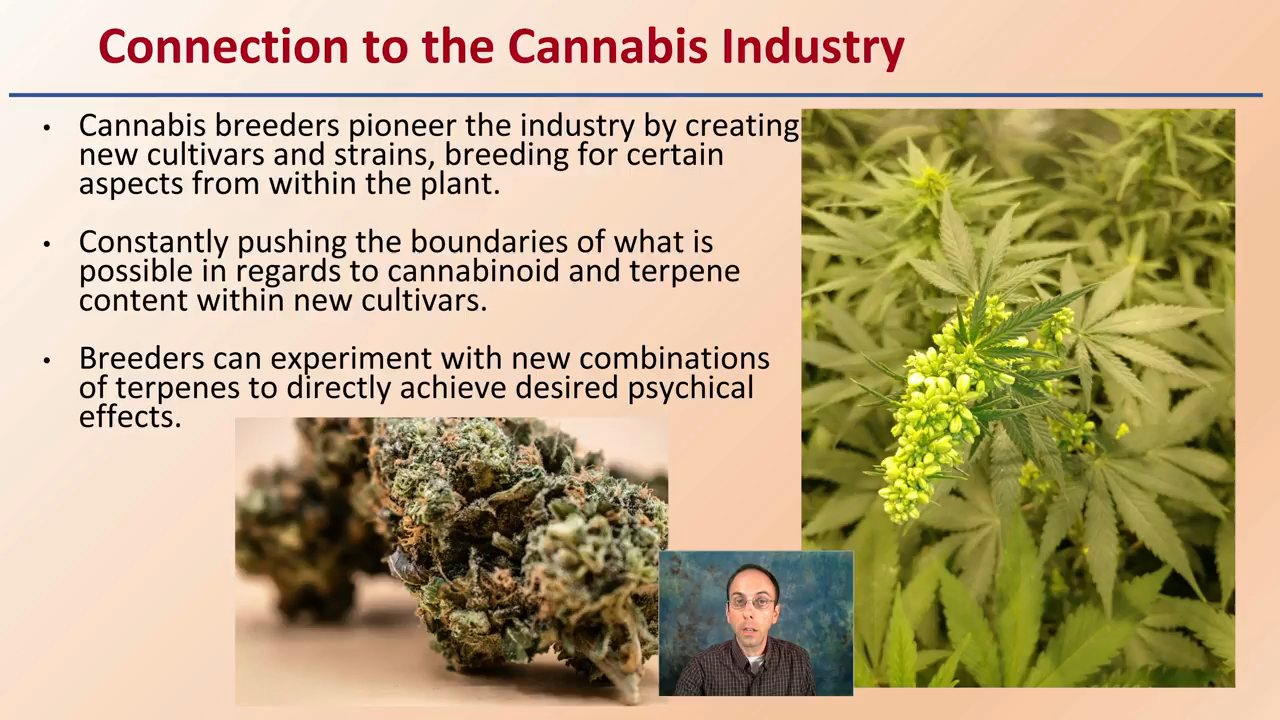 Connection to the Cannabis Industry
• Cannabis breeders pioneer the industry by creating
new cultivars and strains, breeding for certain
aspects from within the plant.
• Constantly pushing the boundaries of what is
possible in regards to cannabinoid and terpene
content within new cultivars.
• Breeders can experiment with new combinations
of terpenes to directly achieve desired psychical
effects.